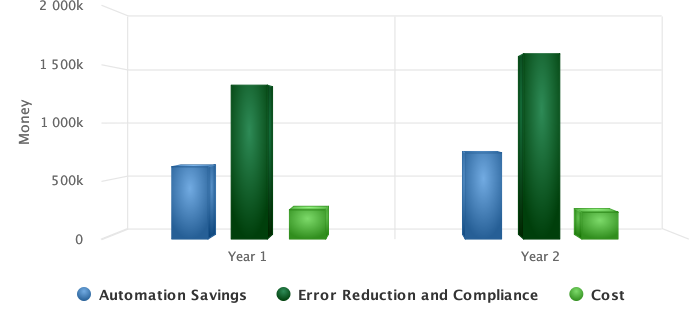 2 000k
1 500k
1 000k
500k
0
Money
Year 1
Year 2
Automation Savings
Error Reduction and Compliance
Cost